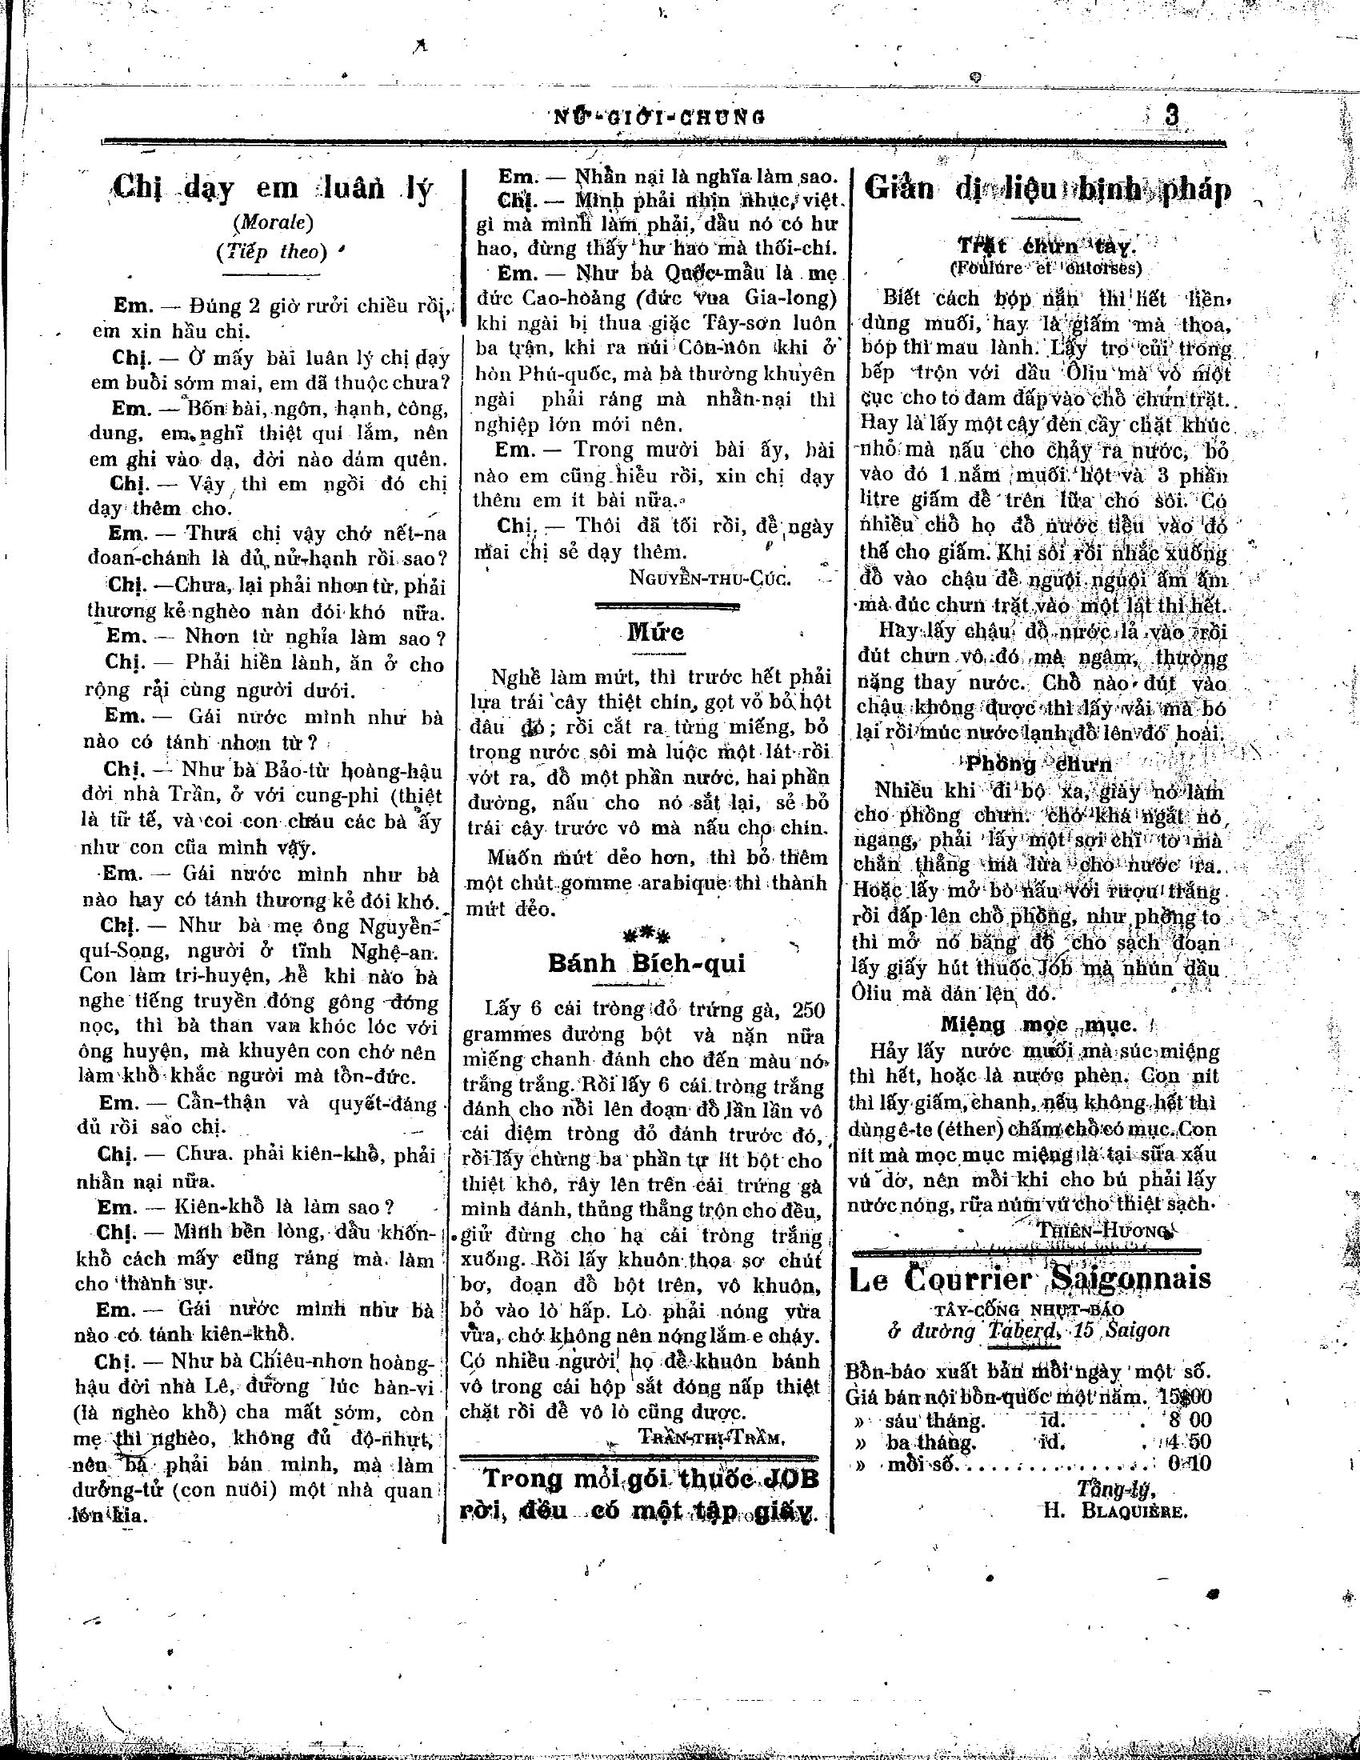 NỮ-GIỚI-CHUNG
3
Chị dạy em luân lý
(Morale)
(Tiếp theo)
Em. — Đúng 2 giờ rưởi chiều rồi,
em xin hầu chị.
Chị. — Ở mấy bài luân lý chị dạy
em buổi sớm mai, em đã thuộc chưa?
Em. — Bốn bài, ngôn, hạnh, công,
dung, em nghĩ thiệt quí lắm, nên
em ghi vào dạ, đời nào dám quên.
Chị. — Vậy thì em ngồi đó chị
dạy thêm cho.
Em. — Thưa chị vậy chớ nết-na
đoan-chánh là đủ nử-hạnh rồi sao?
Chị. —Chưa, lại phải nhơn từ, phải
thương kẻ nghèo nàn đói khó nữa.
Em. — Nhơn từ nghỉa làm sao?
Chị. — Phải hiền lành, ăn ở cho
rộng rải cùng người dưới.
Em. — Gái nước mình như bà
nào có tánh nhơn từ?
Chị. — Như bà Bảo-từ hoàng-hậu
đời nhà Trần, ở với cung-phi (thiệt
là tữ tế, và coi con cháu các bà ấy
như con của mình vậy.
Em. — Gái nước mình như bà
nào hay có tánh thương kẻ đói khó.
Chị. — Như bà mẹ ông Nguyễn-
quí-Song, người ở tĩnh Nghệ-an.
Con làm tri-huyện, hể khi nào bà
nghe tiếng truyền đóng gông đóng
nọc, thì bà than van khóc lóc với
ông huyện, mà khuyên con chớ nên
làm khổ khắc người mà tồn-đức.
Em. — Cẩn-thận và quyết-đáng
đủ rồi sao chị.
Chị. — Chưa. phải kiên-khổ, phải
nhẫn nại nữa.
Em. — Kiên-khổ là làm sao?
Chị. — Mình bền lòng, dầu khốn-
khổ cách mấy cũng ráng mà làm
cho thành sự.
Em. — Gái nước mình như bà
nào có tánh kiên-khổ.
Chị. — Như bà Chiêu-nhơn hoàng-
hậu đời nhà Lê, đường lúc hàn-vi
(là nghèo khổ) cha mất sớm, còn
mẹ thì nghèo, không đủ độ-nhựt,
nên bà phải bán mình, mà làm
dưởng-tử (con nuôi) một nhà quan
lớn kia.
Em. — Nhẫn nại là nghĩa làm sao.
Chị. — Mình phải nhịn nhục, việt
gì mà mình làm phải, dầu nó có hư
hao, đừng thấy hư hao mà thối-chí.
Em. — Như bà Quốc-mẫu là mẹ
đức Cao-hoàng (đức vua Gia-long)
khi ngài bị thua giặc Tây-sơn luôn
ba trận, khi ra núi Côn-nôn khi ở
hòn Phú-quốc, mà bà thường khuyên
ngài phải ráng mà nhẫn-nại thì
nghiệp lớn mới nên.
Em. — Trong mười bài ấy, bài
nào em cũng hiểu rồi, xin chị dạy
thêm em ít bài nữa.
Chị. — Thôi đã tối rồi, để ngày
mai chị sẻ dạy thêm.
NGUYỄN-THU-CÚC.
Mức
Nghề làm mứt, thì trước hết phải
lựa trái cây thiệt chín, gọt vỏ bỏ hột
đâu đó; rồi cắt ra từng miếng, bỏ
trong nước sôi mà luộc một lát rồi
vớt ra, đổ một phần nước, hai phần
đường, nấu cho nó sắt lại, sẻ bỏ
trái cây trước vô mà nấu cho chín.
Muốn mứt dẻo hơn, thì bỏ thêm
một chút gomme arabique thì thành
mứt dẻo.
***
Bánh Bích-qui
Lấy 6 cái tròng đỏ trứng gà, 250
grammes đường bột và nặn nữa
miếng chanh đánh cho đến màu nó
trắng trắng. Rồi lấy 6 cái tròng trắng
đánh cho nổi lên đoạn đổ lần lần vô
cái diệm tròng đỏ đánh trước đó,
rồi lấy chừng ba phần tự lít bột cho
thiệt khô, rây lên trên cái trứng gà
mình đánh, thủng thẳng trộn cho đều,
giử đừng cho hạ cái tròng trắng
xuống. Rồi lấy khuôn thoa sơ chút
bơ, đoạn đổ bột trên, vô khuôn,
bỏ vào lò hấp. Lò phải nóng vừa
vừa, chớ không nên nóng lắm e cháy.
Có nhiều người họ để khuôn bánh
vô trong cái hộp sắt đóng nấp thiệt
chặt rồi để vô lò cũng được.
TRẦN-THỊ-TRẦM.
Trong mỏi gói thuốc JOB
rời, đều có một tập giấy
Giản dị liệu bịnh pháp
Trặt chưn tay.
(Foulure et entorses)
Biết cách bóp nắn thì hết liền,
dùng muối, hay là giấm mà thoa,
bóp thì mau lành. Lấy tro củi trong
bếp trộn với dầu Ôliu mà vò một
cục cho to đam đấp vào chổ chưn trặt.
Hay là lấy một cây đèn cầy chặt khúc
nhỏ mà nấu cho chảy ra nước, bỏ
vào đó 1 nắm muối hột và 3 phần
litre giấm để trên lữa cho sôi. Có
nhiều chổ họ đổ nước tiểu vào đó
thế cho giấm. Khi sôi rồi nhắc xuống
đổ vào chậu để nguội nguội ấm ấm
mà đúc chưn trặt vào một lát thì hết.
Hay lấy chậu đổ nước lả vào rồi
đút chưn vô đó mà ngâm, thường
nặng thay nước. Chổ nào đút vào
chậu không được thì lấy vải mà bó
lại rồi múc nước lạnh đổ lên đó hoài.
Phồng chưn
Nhiều khi đi bộ xa, giày nó làm
cho phồng chưn. chớ khá ngắt nó
ngang, phải lấy một sợi chỉ tơ mà
chằn thẳng mà lừa cho nước ra.
Hoặc lấy mở bò nấu với rượu trắng
rồi đấp lên chổ phồng, như phồng to
thì mở nó bằng đồ cho sạch đoạn
lấy giấy hút thuốc Job mà nhún dầu
Ôliu mà dán lên đó.
Miệng mọc mục.
Hảy lấy nước muối mà súc miệng
thì hết, hoặc là nước phèn. Con nít
thì lấy giấm, chanh, nếu không hết thì
dùng ê-te (éther) chấm chổ có mục. Con
nít mà mọc mục miệng là tại sữa xấu
vú dơ, nên mỗi khi cho bú phải lấy
nước nóng, rữa núm vú cho thiệt sạch.
THIÊN-HƯƠNG
Le Courrier Saigonnais
TÂY-CỐNG NHỰT-BÁO
ở đường Taberd, 15 Saigon
Bổn-báo xuất bản mỗi ngày một số.
Giá bán nội bổn-quốc một năm. 15$00
» sáu tháng. id. . 8 00
» ba tháng. id. . 4 50
» mỗi số. . . . . . . . . . . . . . 0 10
Tổng-lý,
H. BLAQUIÈRE.